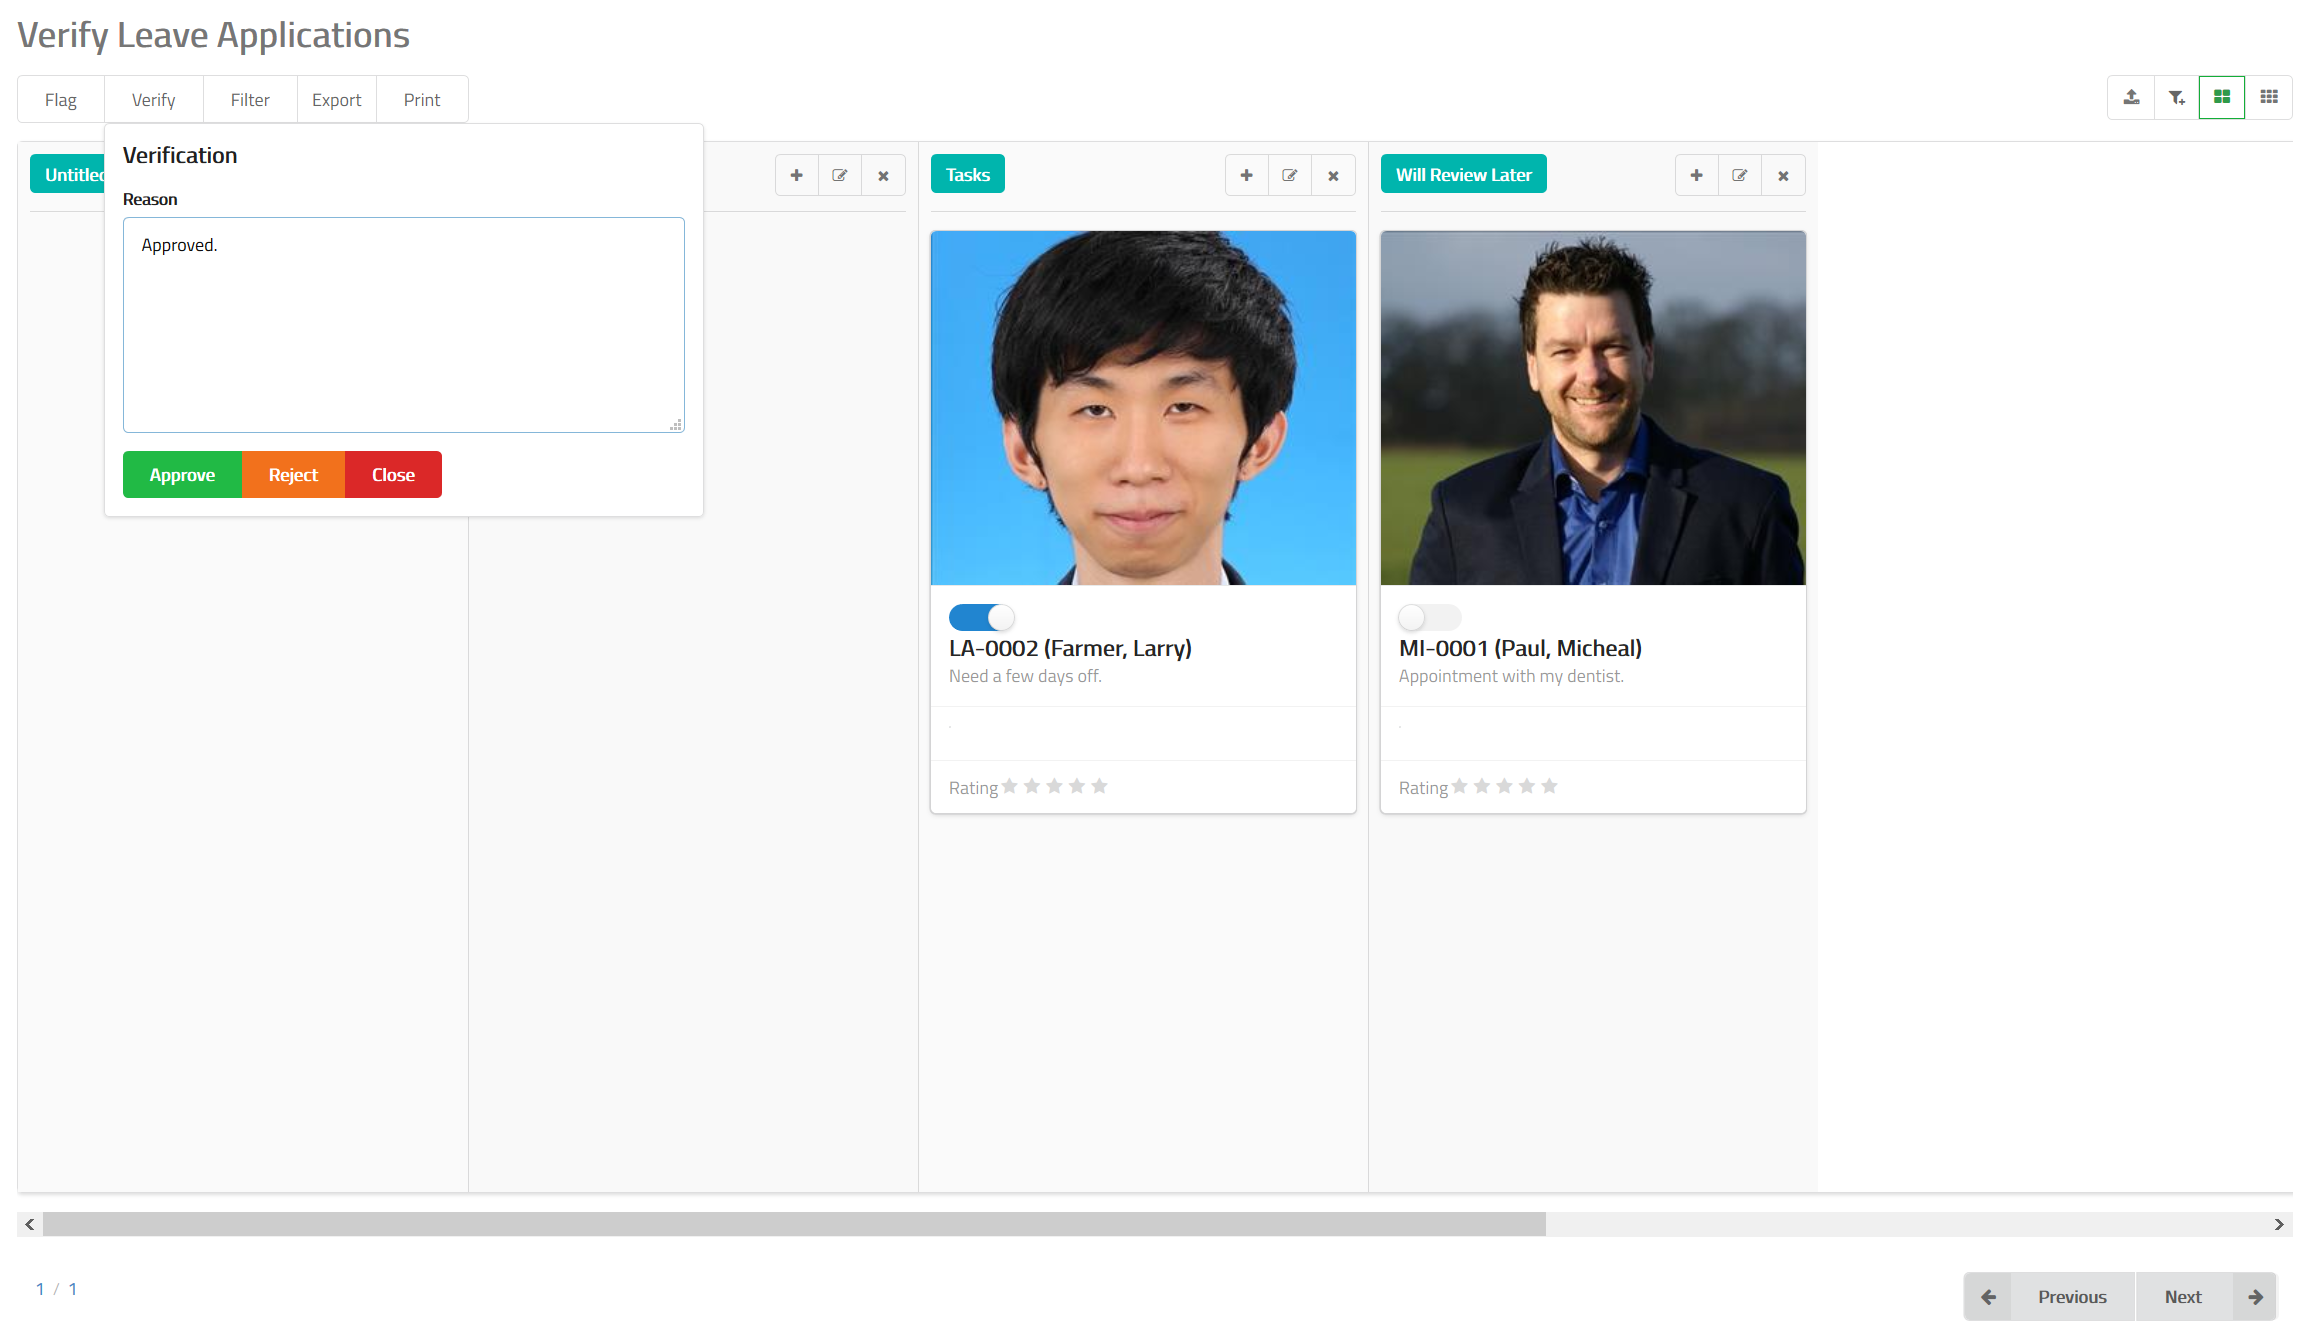 Verify Leave Applications
Flag
Verify
Filter
Export
Print
Verification
Reason
Approved.
Approve
Reject
Close
Tasks
LA-0002 (Farmer, Larry)
Need a few days off.
Rating
Will Review Later
MI-0001 (Paul, Micheal)
Appointment with my dentist.
Rating
1 / 1
Previous
Next